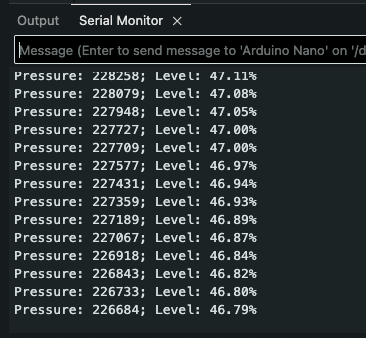 Output Serial Monitor
Message (Enter to send message to 'Arduino Nano' on '/d
Pressure: 228258; Level: 47.11%
Pressure: 228079; Level: 47.08%
Pressure: 227948; Level: 47.05%
Pressure: 227727; Level: 47.00%
Pressure: 227709; Level: 47.00%
Pressure: 227577; Level: 46.97%
Pressure: 227431; Level: 46.94%
Pressure: 227359; Level: 46.93%
Pressure: 227189; Level: 46.89%
Pressure: 227067; Level: 46.87%
Pressure: 226918; Level: 46.84%
Pressure: 226843; Level: 46.82%
Pressure: 226733; Level: 46.80%
Pressure: 226684; Level: 46.79%